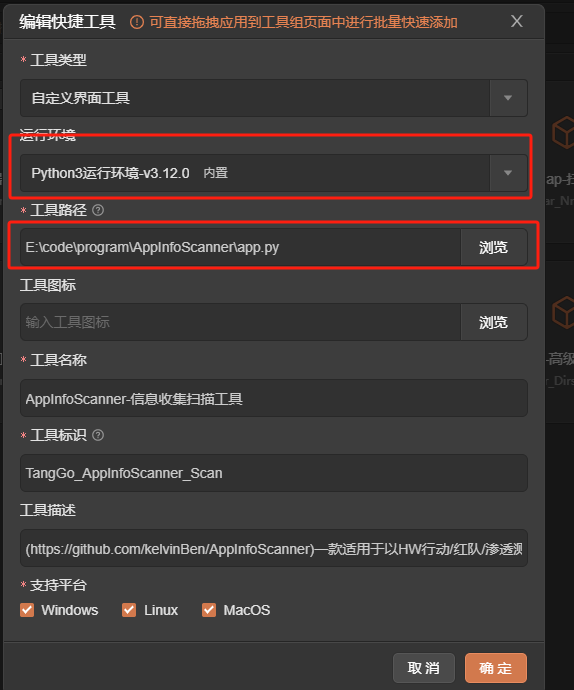 编辑快捷工具 可直接拖拽应用到工具组页面中进行批量快速添加
* 工具类型
自定义界面工具
运行环境
Python3运行环境-v3.12.0 内置
* 工具路径
E:\code\program\AppInfoScanner\app.py 浏览
工具图标
输入工具图标 浏览
* 工具名称
AppInfoScanner-信息收集扫描工具
* 工具标识
TangGo_AppInfoScanner_Scan
工具描述
(https://github.com/kelvinBen/AppInfoScanner)一款适用于以HW行动/红队/渗透测
* 支持平台
Windows Linux MacOS
取 消 确 定